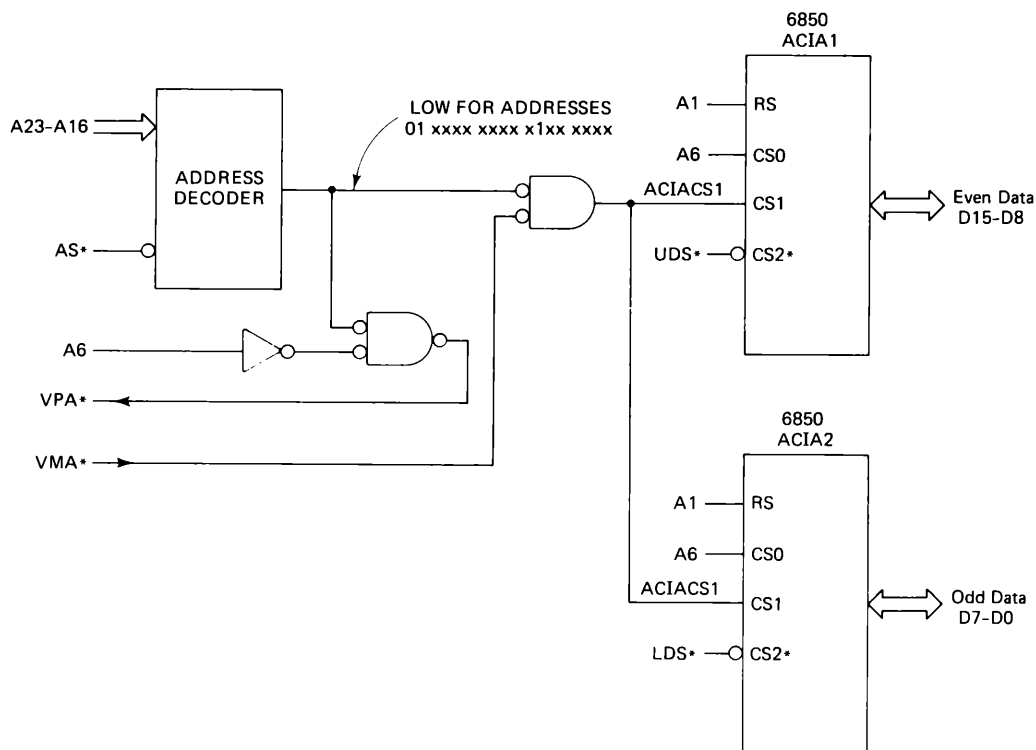 6850
ACIA1
A23-A16
ADDRESS
DECODER
AS*
LOW FOR ADDRESSES
01 xxxx xxxx x1xx xxxx
A1
RS
A6
CS0
ACIACS1
CS1
UDS*
CS2*
Even Data
D15-D8
A6
VPA*
VMA*
6850
ACIA2
A1
RS
A6
CS0
ACIACS1
CS1
LDS*
CS2*
Odd Data
D7-D0